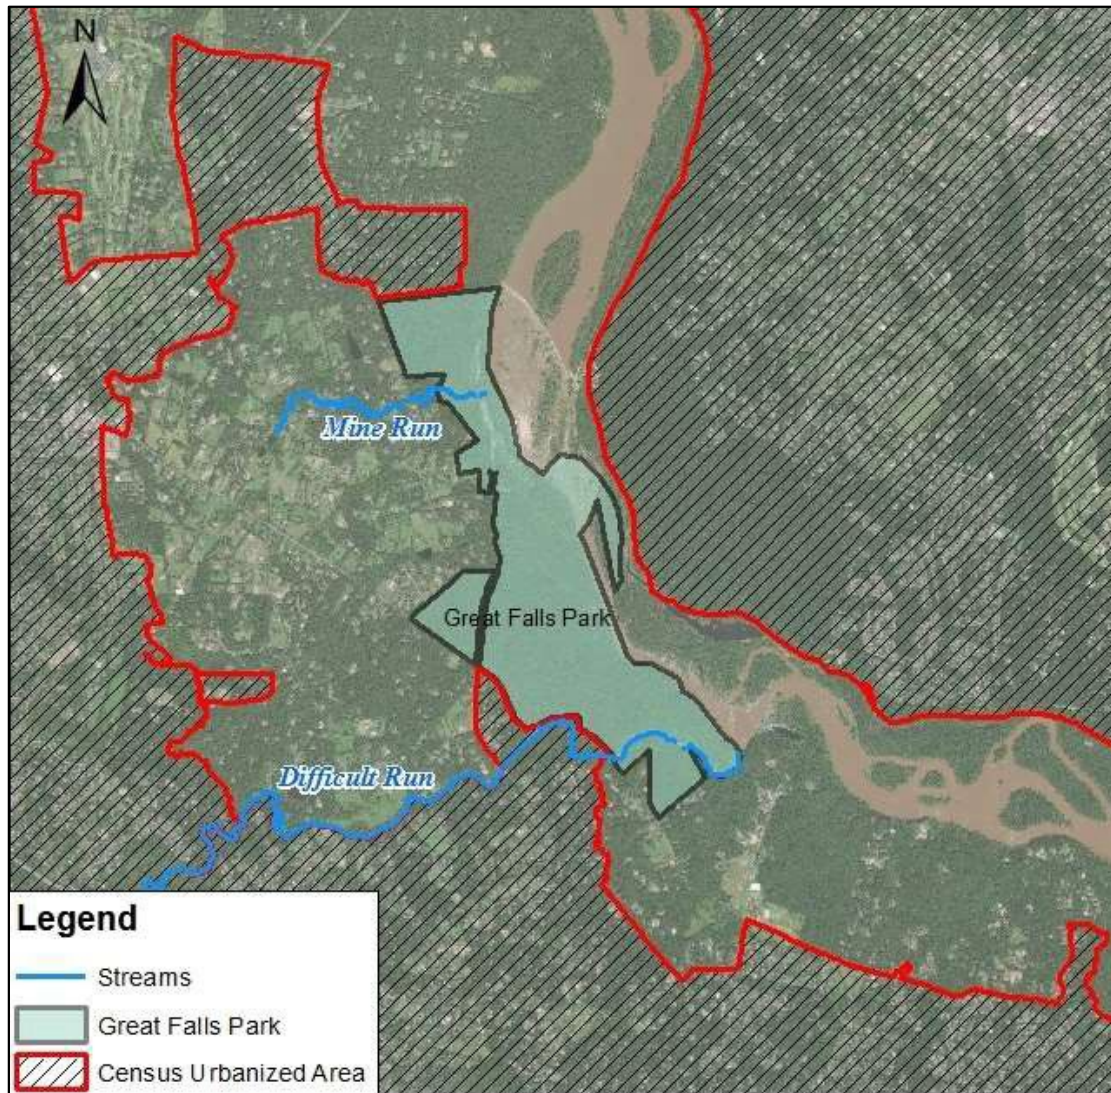 N
Mine Run
Great Falls Park
Difficult Run
Legend
Streams
Great Falls Park
Census Urbanized Area